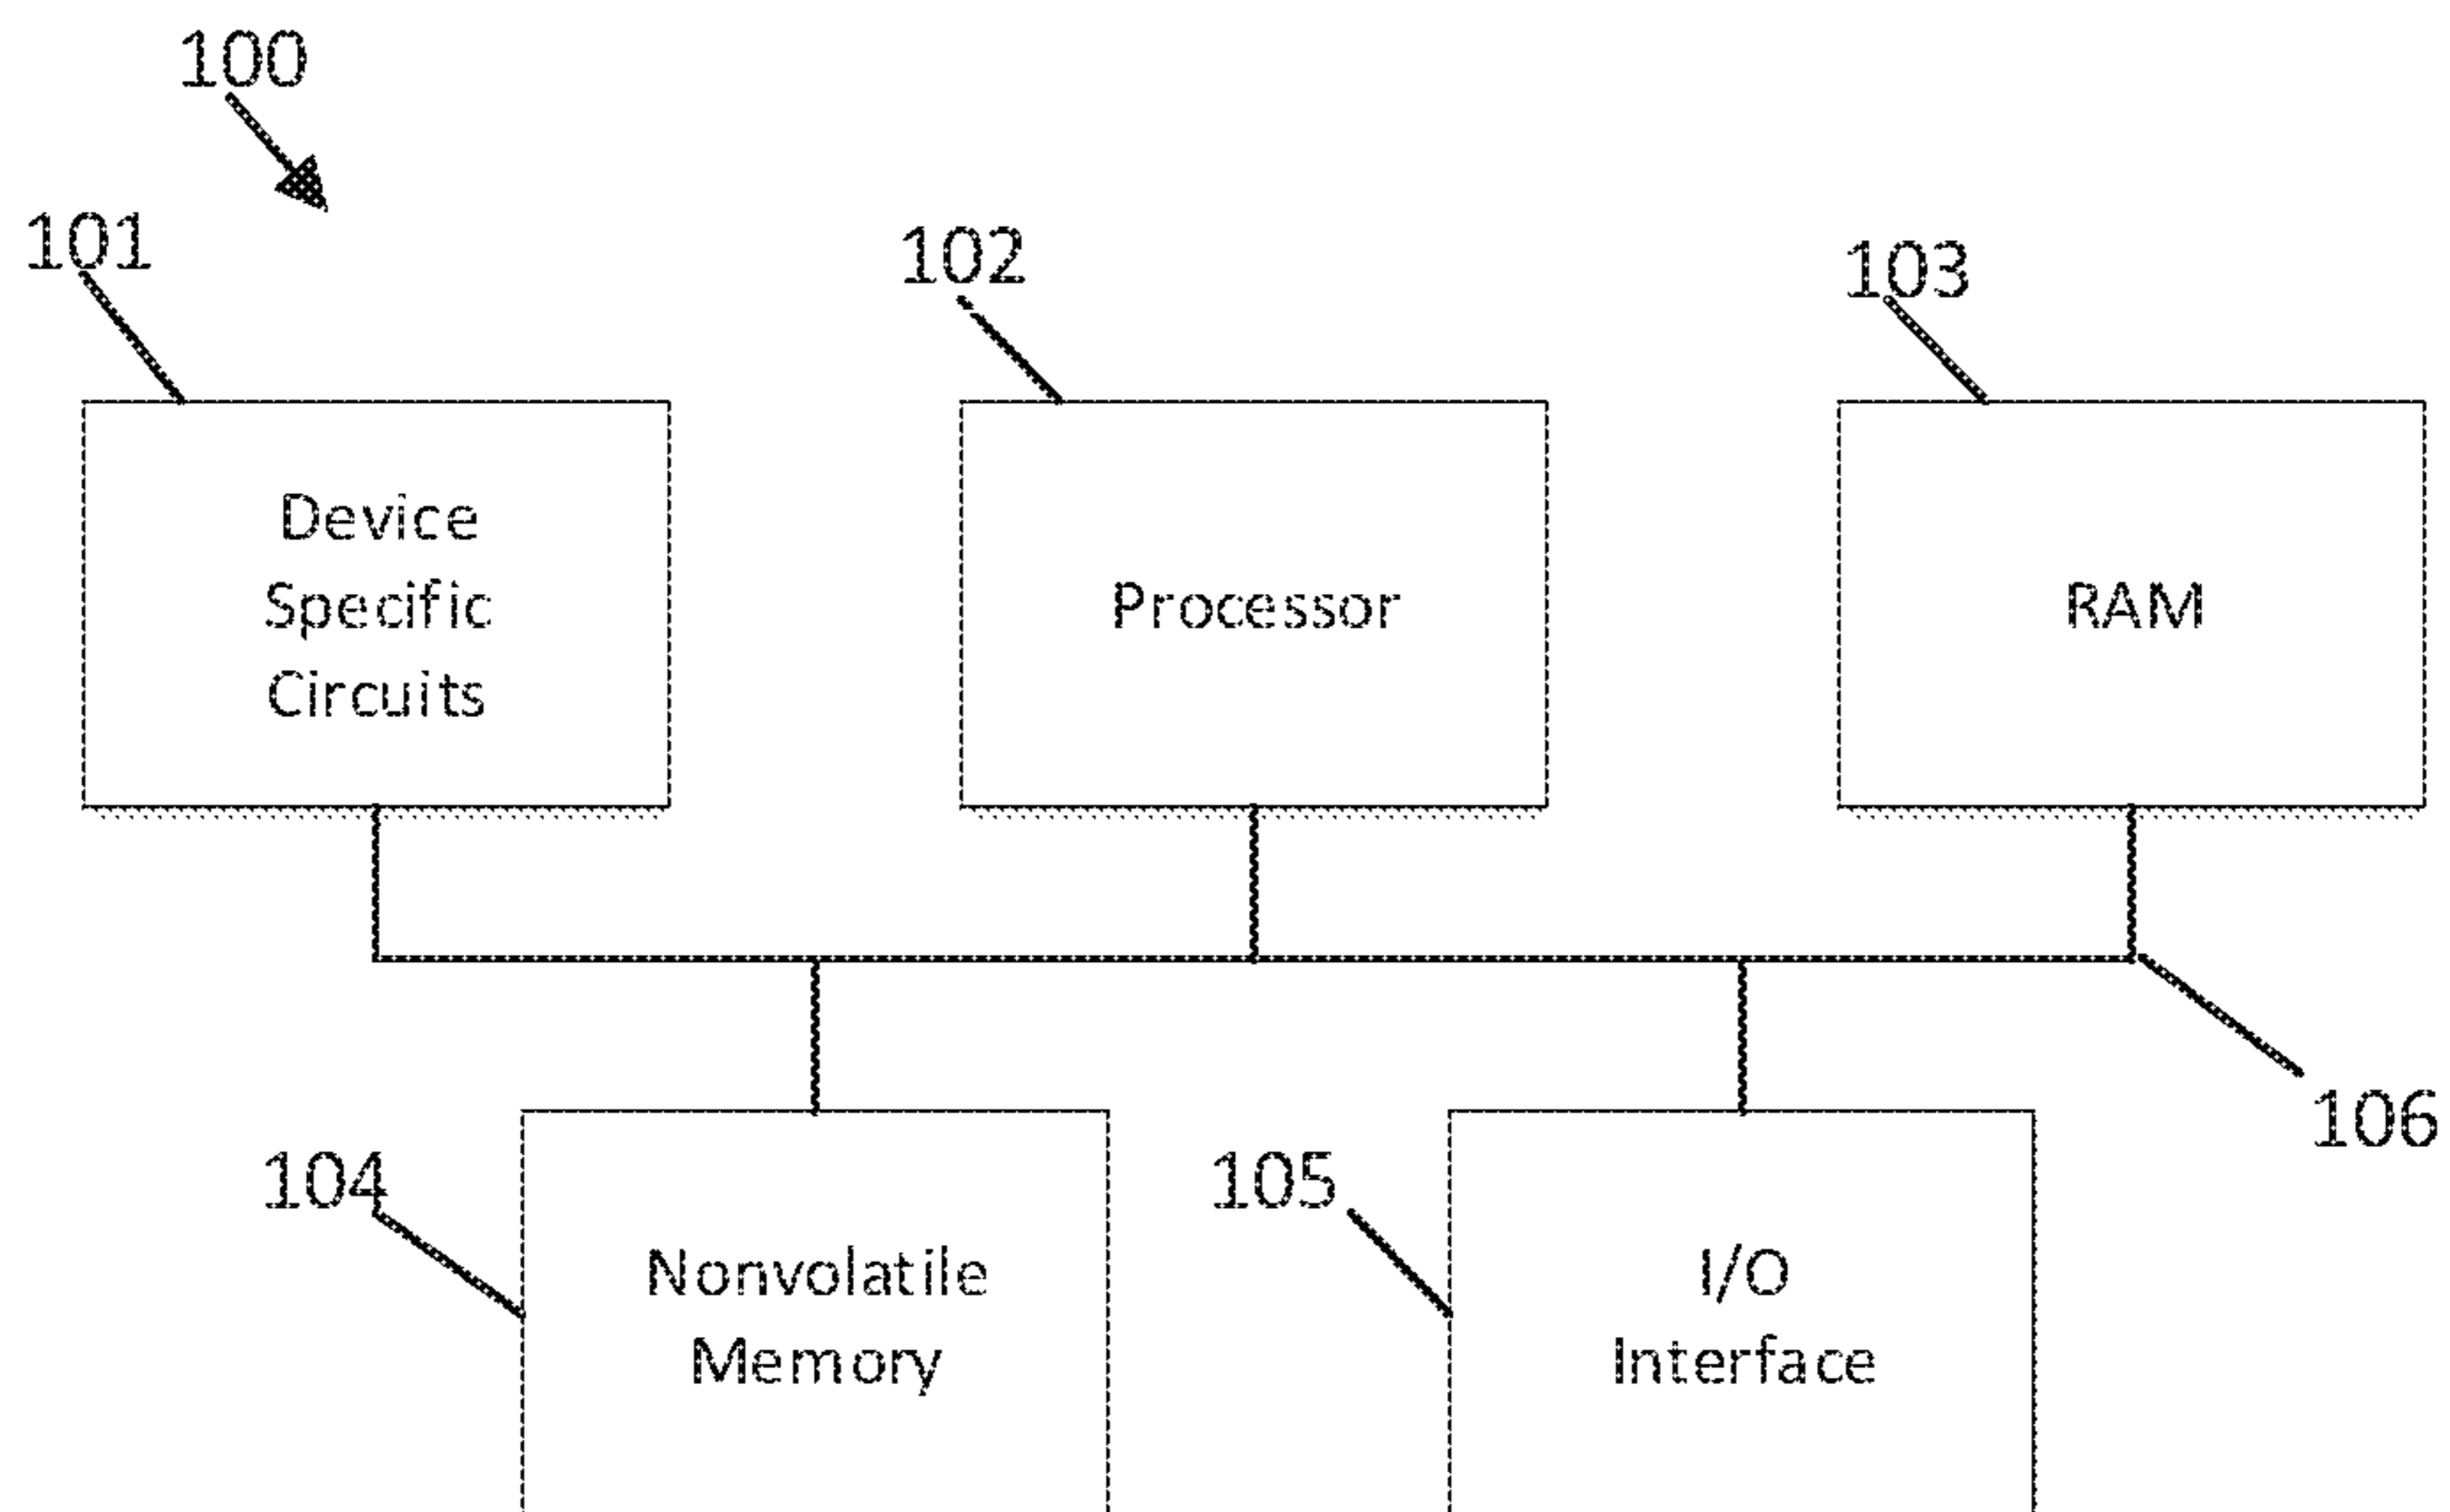 100
101
102
103
Device
Specific
Circuits
Processor
RAM
106
104
105
Nonvolatile
Memory
I/O
Interface